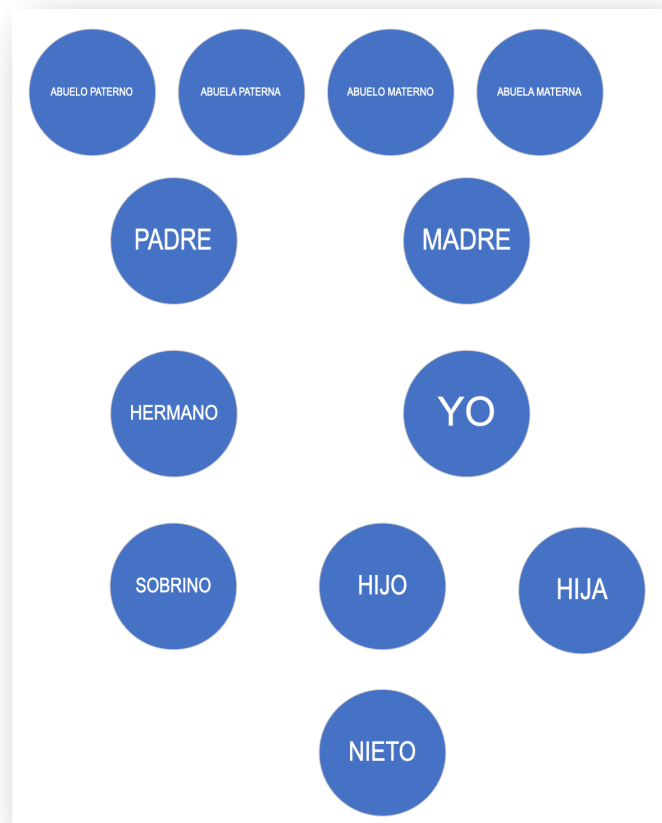 ABUELO PATERNO
ABUELA PATERNA
ABUELO MATERNO
ABUELA MATERNA
PADRE
MADRE
HERMANO
YO
SOBRINO
HIJO
HIJA
NIETO